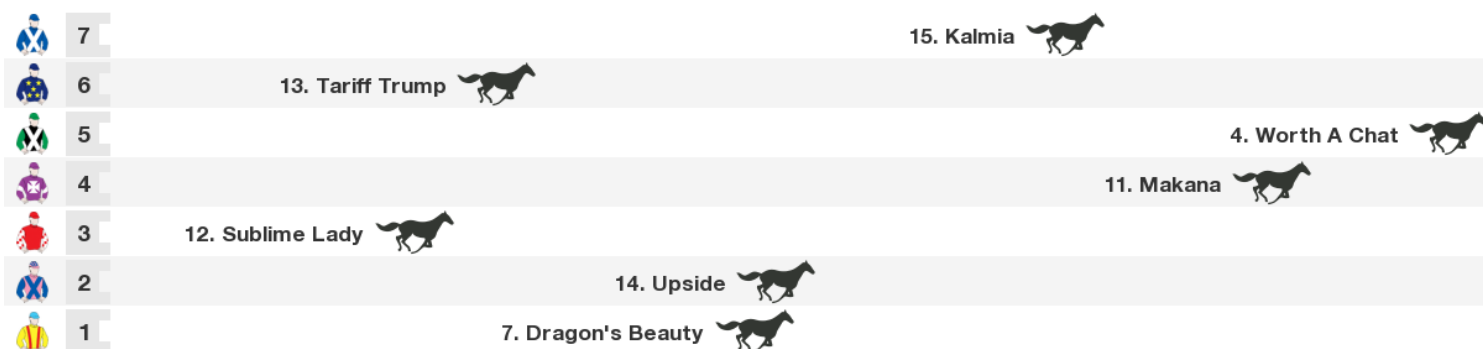 7 15. Kalmia
6 13. Tariff Trump
5 4. Worth A Chat
4 11. Makana
3 12. Sublime Lady
2 14. Upside
1 7. Dragon's Beauty